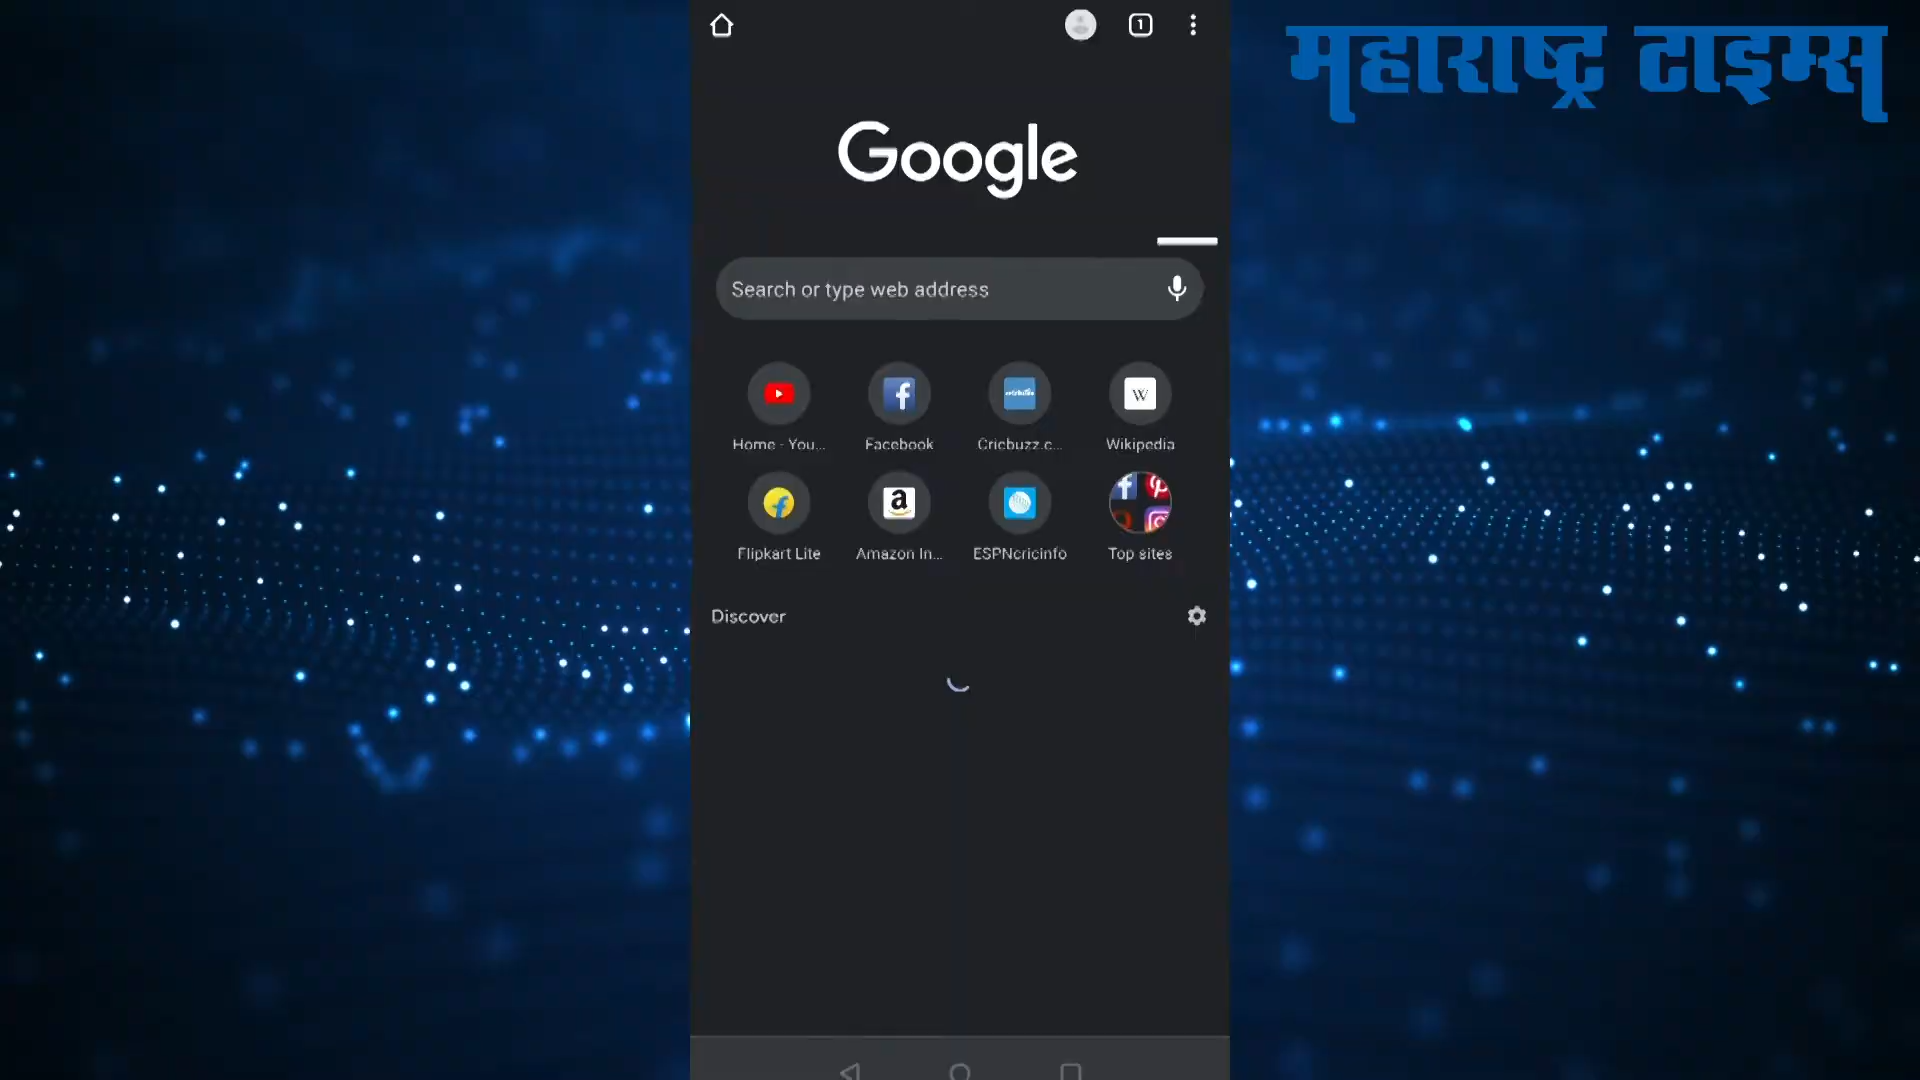 1
महाराष्ट्र टाइम्स
Google
Search or type web address
Home - You...
Facebook
Cricbuzz.c...
Wikipedia
Flipkart Lite
Amazon In...
ESPNcricinfo
Top sites
Discover